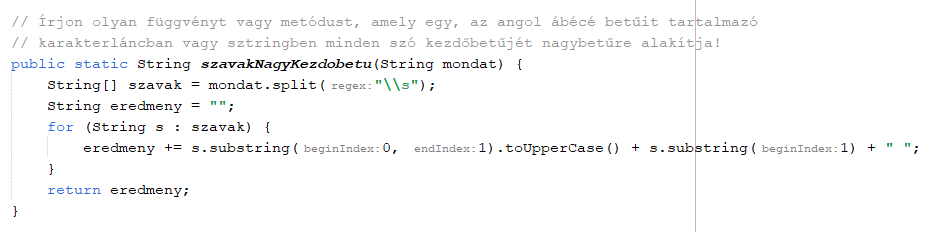 // Írjon olyan függvényt vagy metódust, amely egy, az angol ábécé betűit tartalmazó
// karakterláncban vagy sztringben minden szó kezdőbetűjét nagybetűre alakítja!
public static String szavakNagyKezdobetu(String mondat) {
    String[] szavak = mondat.split( regex: "\\s");
    String eredmeny = "";
    for (String s : szavak) {
        eredmeny += s.substring( beginIndex: 0, endIndex: 1).toUpperCase() + s.substring( beginIndex: 1) + " ";
    }
    return eredmeny;
}